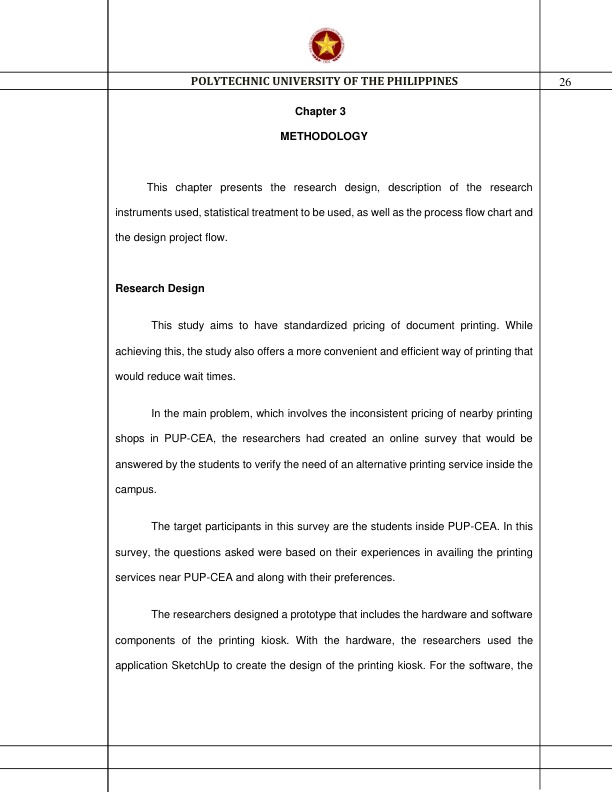 POLYTECHNIC UNIVERSITY OF THE PHILIPPINES 26
Chapter 3
METHODOLOGY
This chapter presents the research design, description of the research
instruments used, statistical treatment to be used, as well as the process flow chart and
the design project flow.
Research Design
This study aims to have standardized pricing of document printing. While
achieving this, the study also offers a more convenient and efficient way of printing that
would reduce wait times.
In the main problem, which involves the inconsistent pricing of nearby printing
shops in PUP-CEA, the researchers had created an online survey that would be
answered by the students to verify the need of an alternative printing service inside the
campus.
The target participants in this survey are the students inside PUP-CEA. In this
survey, the questions asked were based on their experiences in availing the printing
services near PUP-CEA and along with their preferences.
The researchers designed a prototype that includes the hardware and software
components of the printing kiosk. With the hardware, the researchers used the
application SketchUp to create the design of the printing kiosk. For the software, the